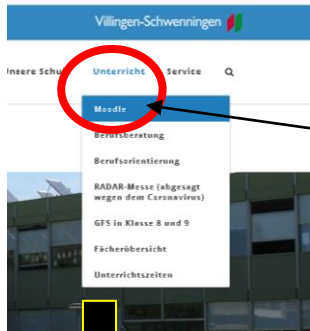 Villingen-Schwenningen
Unsere Schu
Unterricht
Service
Moodle
Berufsberatung
Berufsorientierung
RADAR-Messe (abgesagt
wegen dem Coronavirus)
GFS in Klasse 8 und 9
Fächerübersicht
Unterrichtszeiten